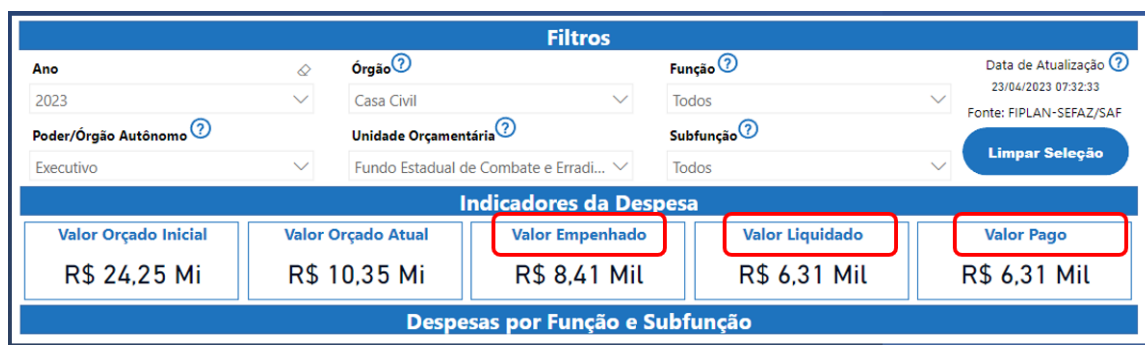 Filtros
Ano
Órgão ?
Função ?
Data de Atualização ?
23/04/2023 07:32:33
2023
Casa Civil
Todos
Fonte: FIPLAN-SEFAZ/SAF
Poder/Órgão Autônomo ?
Unidade Orçamentária ?
Subfunção ?
Limpar Seleção
Executivo
Fundo Estadual de Combate e Erradi...
Todos
Indicadores da Despesa
Valor Orçado Inicial
R$ 24,25 Mi
Valor Orçado Atual
R$ 10,35 Mi
Valor Empenhado
R$ 8,41 Mil
Valor Liquidado
R$ 6,31 Mil
Valor Pago
R$ 6,31 Mil
Despesas por Função e Subfunção